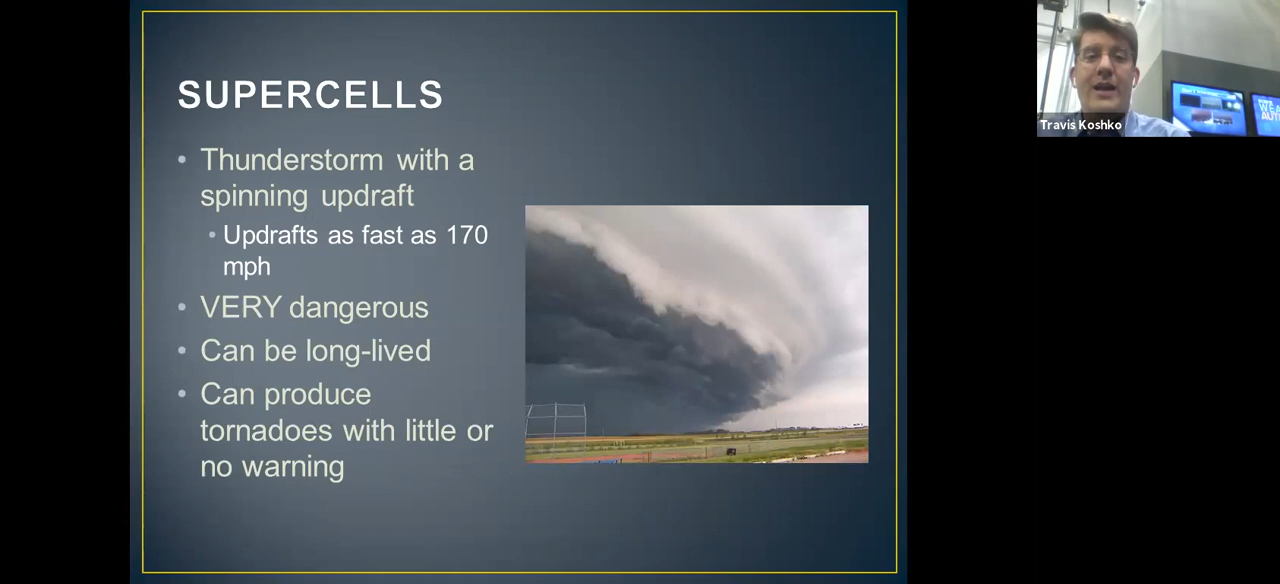 SUPERCELLS
• Thunderstorm with a
spinning updraft
• Updrafts as fast as 170
mph
• VERY dangerous
• Can be long-lived
• Can produce
tornadoes with little or
no warning
Travis Koshko